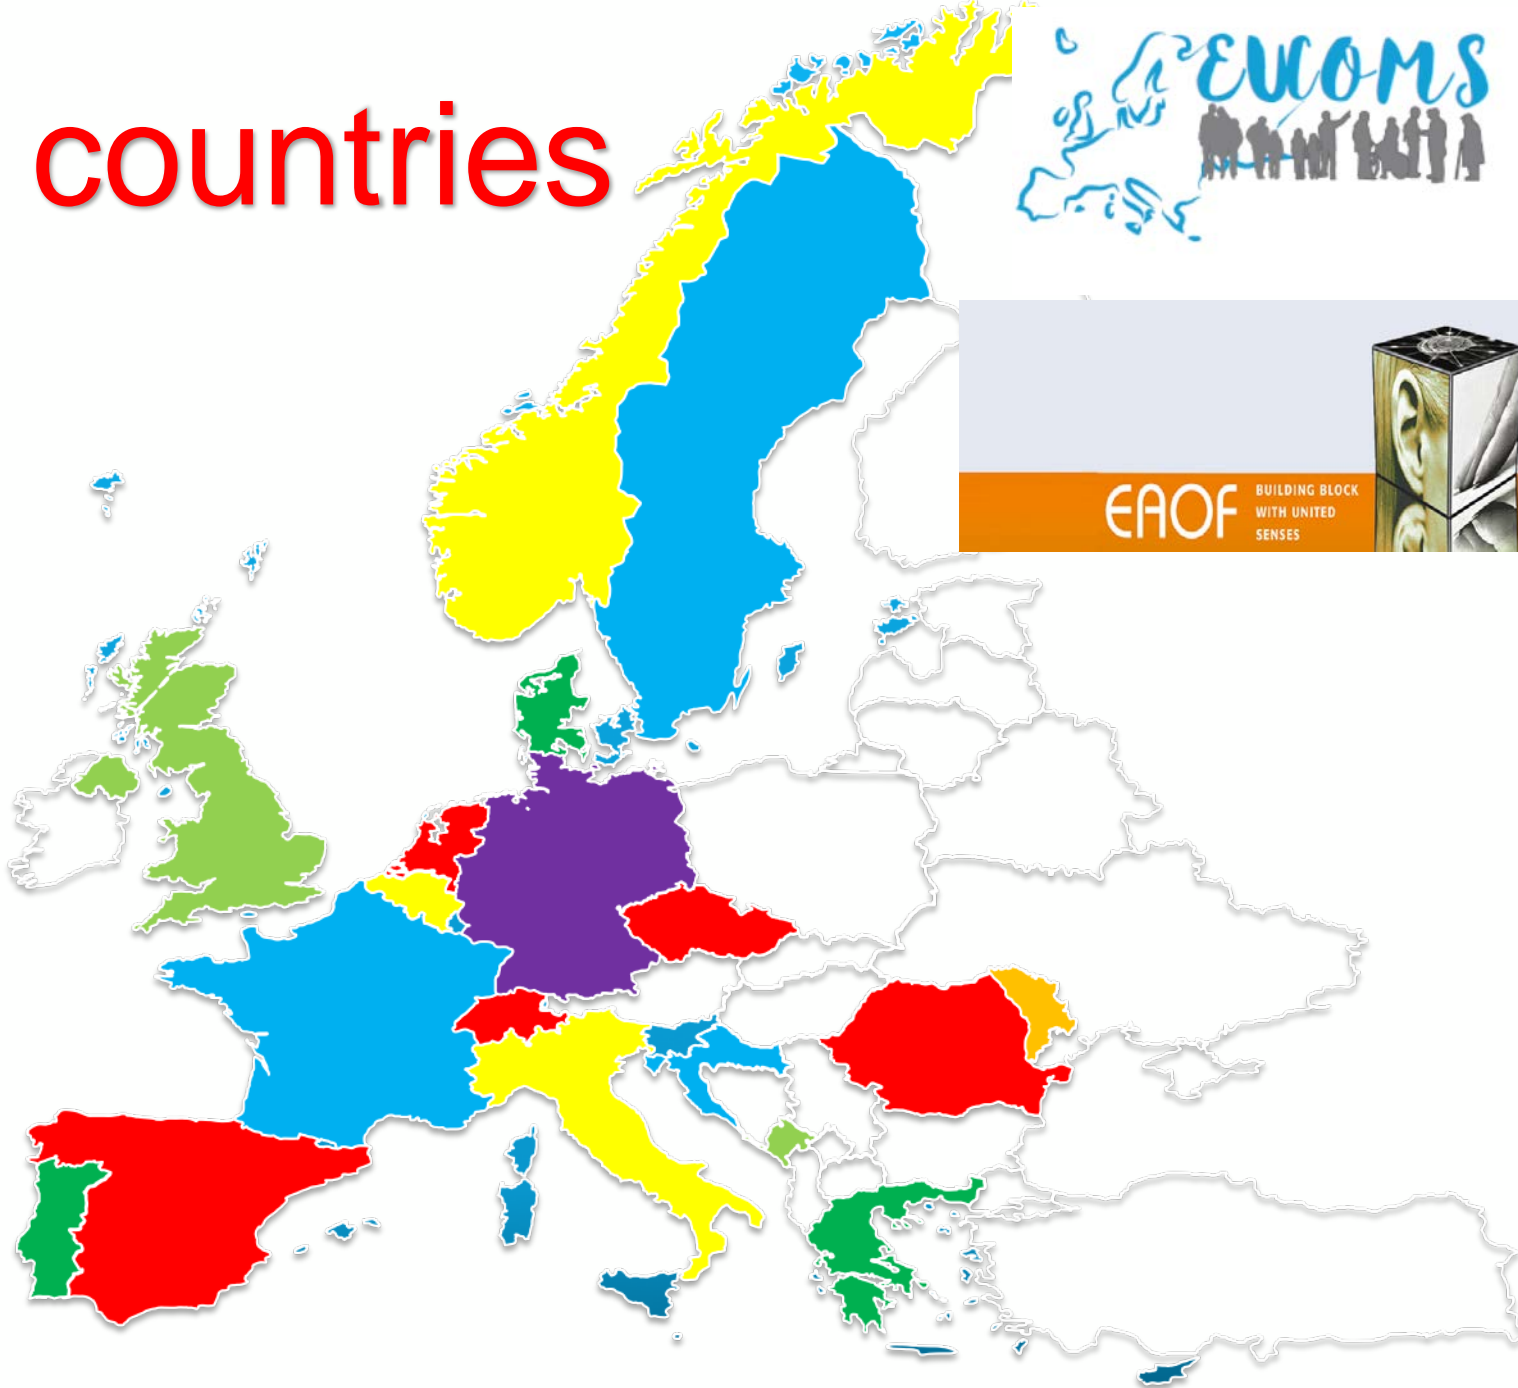 countries
EUCOMS
EAOF
BUILDING BLOCK
WITH UNITED
SENSES